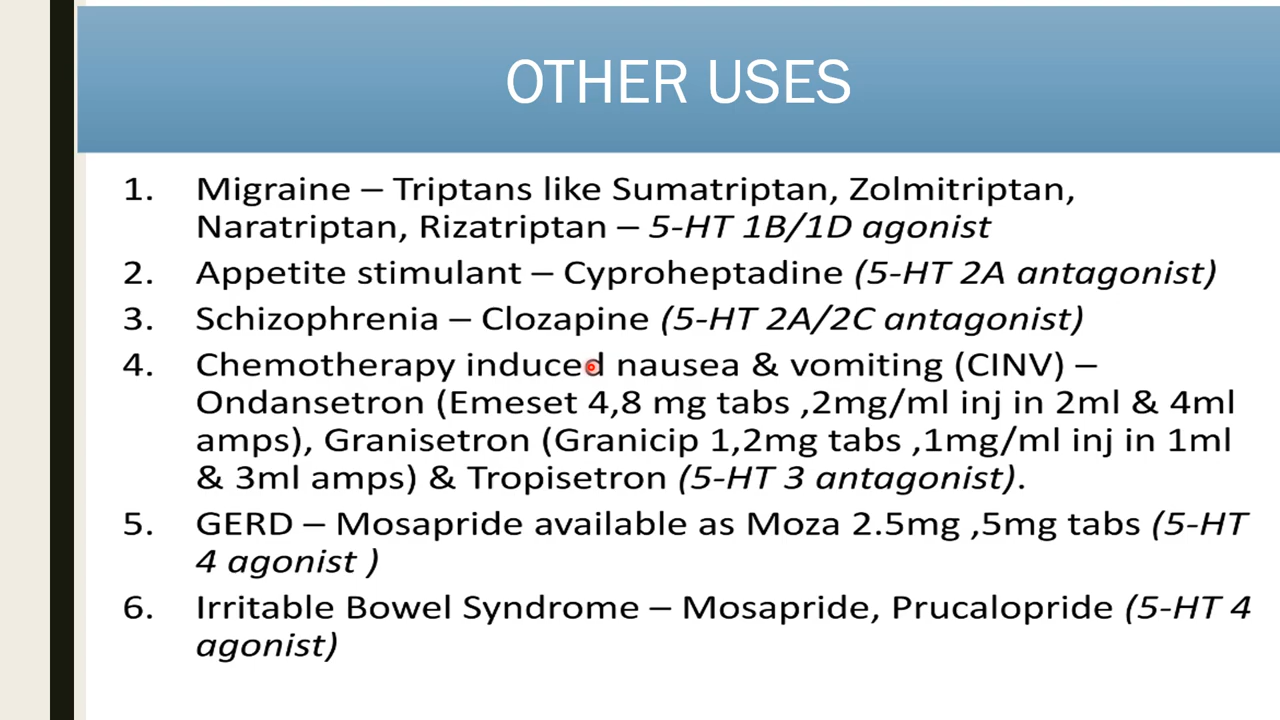 OTHER USES
1. Migraine – Triptans like Sumatriptan, Zolmitriptan,
Naratriptan, Rizatriptan – 5-HT 1B/1D agonist
2. Appetite stimulant – Cyproheptadine (5-HT 2A antagonist)
3. Schizophrenia – Clozapine (5-HT 2A/2C antagonist)
4. Chemotherapy induced nausea & vomiting (CINV) –
Ondansetron (Emeset 4,8 mg tabs ,2mg/ml inj in 2ml & 4ml
amps), Granisetron (Granicip 1,2mg tabs ,1mg/ml inj in 1ml
& 3ml amps) & Tropisetron (5-HT 3 antagonist).
5. GERD – Mosapride available as Moza 2.5mg ,5mg tabs (5-HT
4 agonist )
6. Irritable Bowel Syndrome – Mosapride, Prucalopride (5-HT 4
agonist)